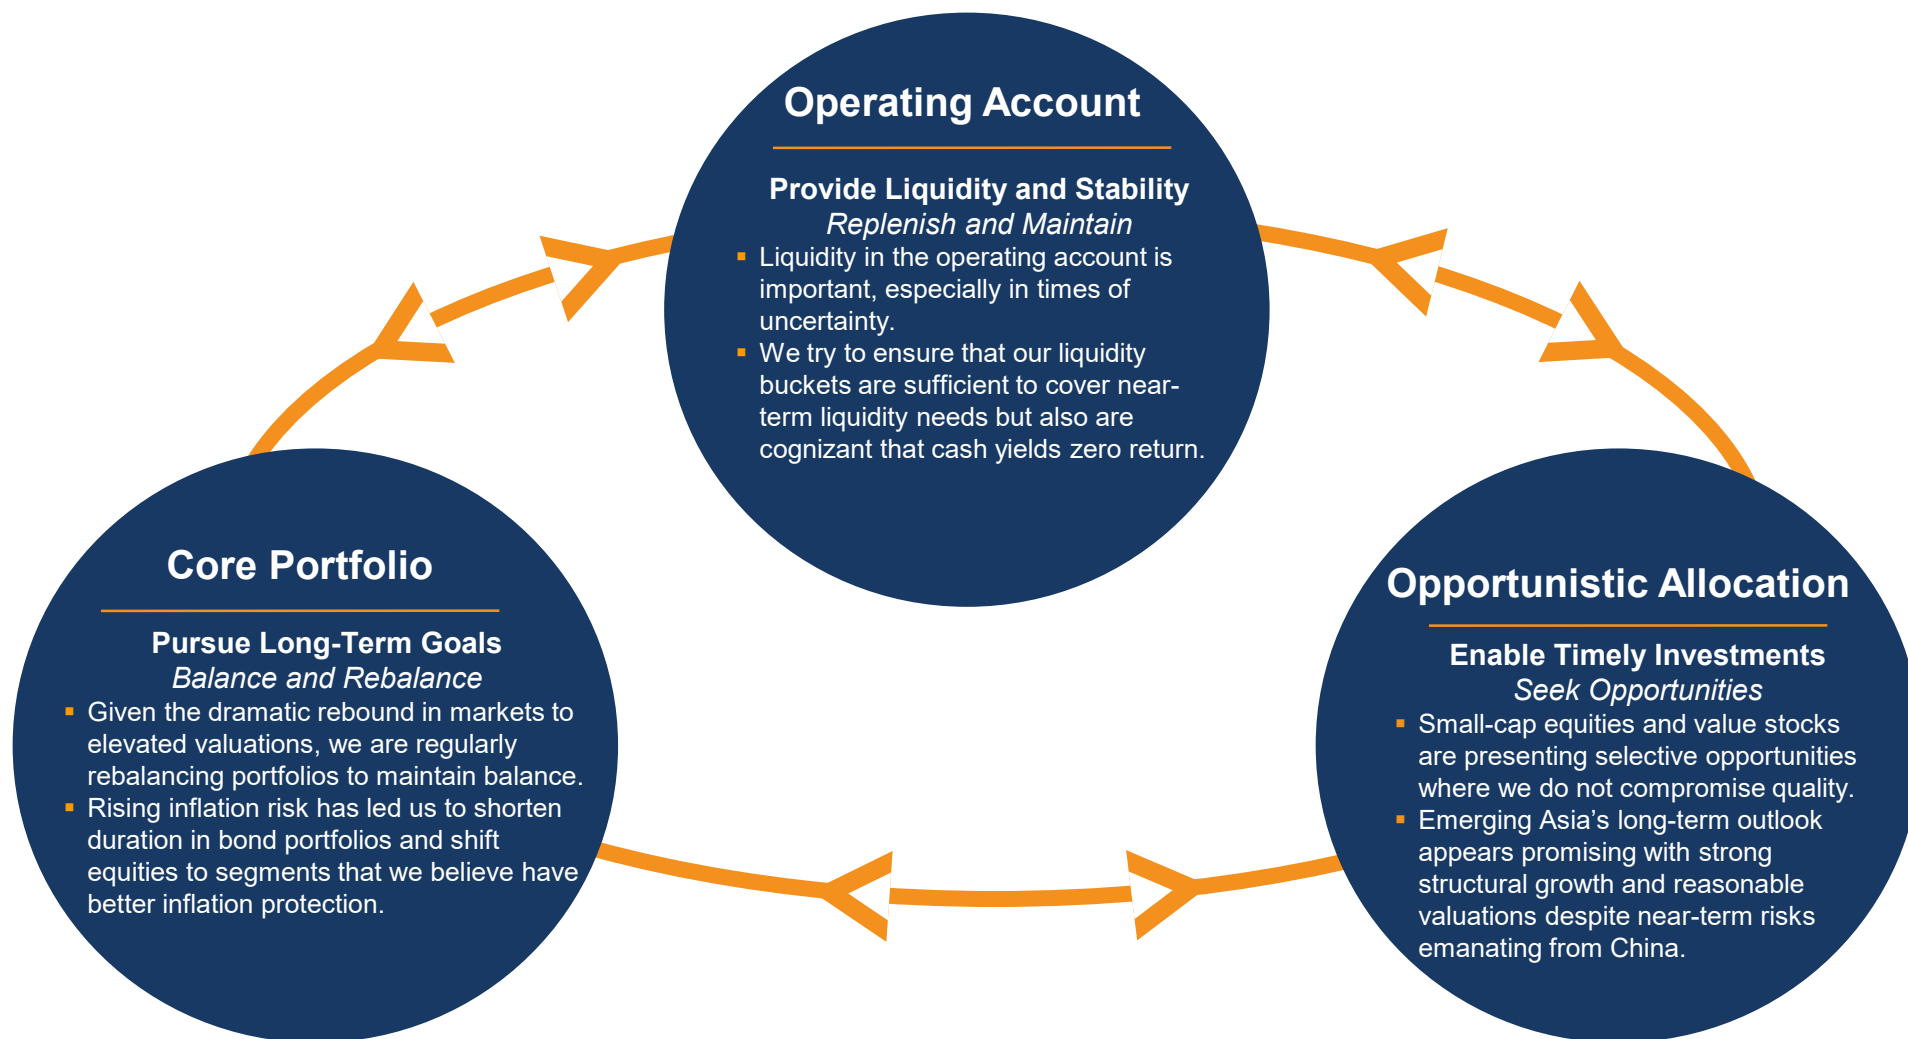 Operating Account
Provide Liquidity and Stability
Replenish and Maintain
▪ Liquidity in the operating account is
important, especially in times of
uncertainty.
▪ We try to ensure that our liquidity
buckets are sufficient to cover near-
term liquidity needs but also are
cognizant that cash yields zero return.
Core Portfolio
Pursue Long-Term Goals
Balance and Rebalance
▪ Given the dramatic rebound in markets to
elevated valuations, we are regularly
rebalancing portfolios to maintain balance.
▪ Rising inflation risk has led us to shorten
duration in bond portfolios and shift
equities to segments that we believe have
better inflation protection.
Opportunistic Allocation
Enable Timely Investments
Seek Opportunities
▪ Small-cap equities and value stocks
are presenting selective opportunities
where we do not compromise quality.
▪ Emerging Asia’s long-term outlook
appears promising with strong
structural growth and reasonable
valuations despite near-term risks
emanating from China.